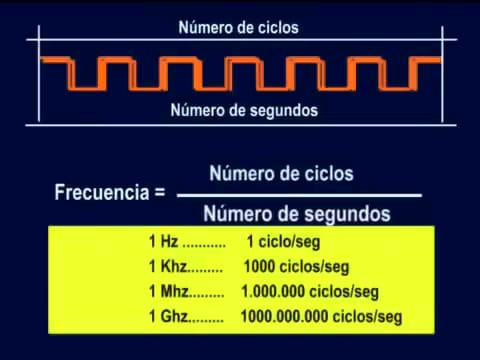 Número de ciclos
Número de segundos
Frecuencia =
Número de ciclos
Número de segundos
1 Hz ........... 1 ciclo/seg
1 Khz......... 1000 ciclos/seg
1 Mhz......... 1.000.000 ciclos/seg
1 Ghz......... 1000.000.000 ciclos/seg